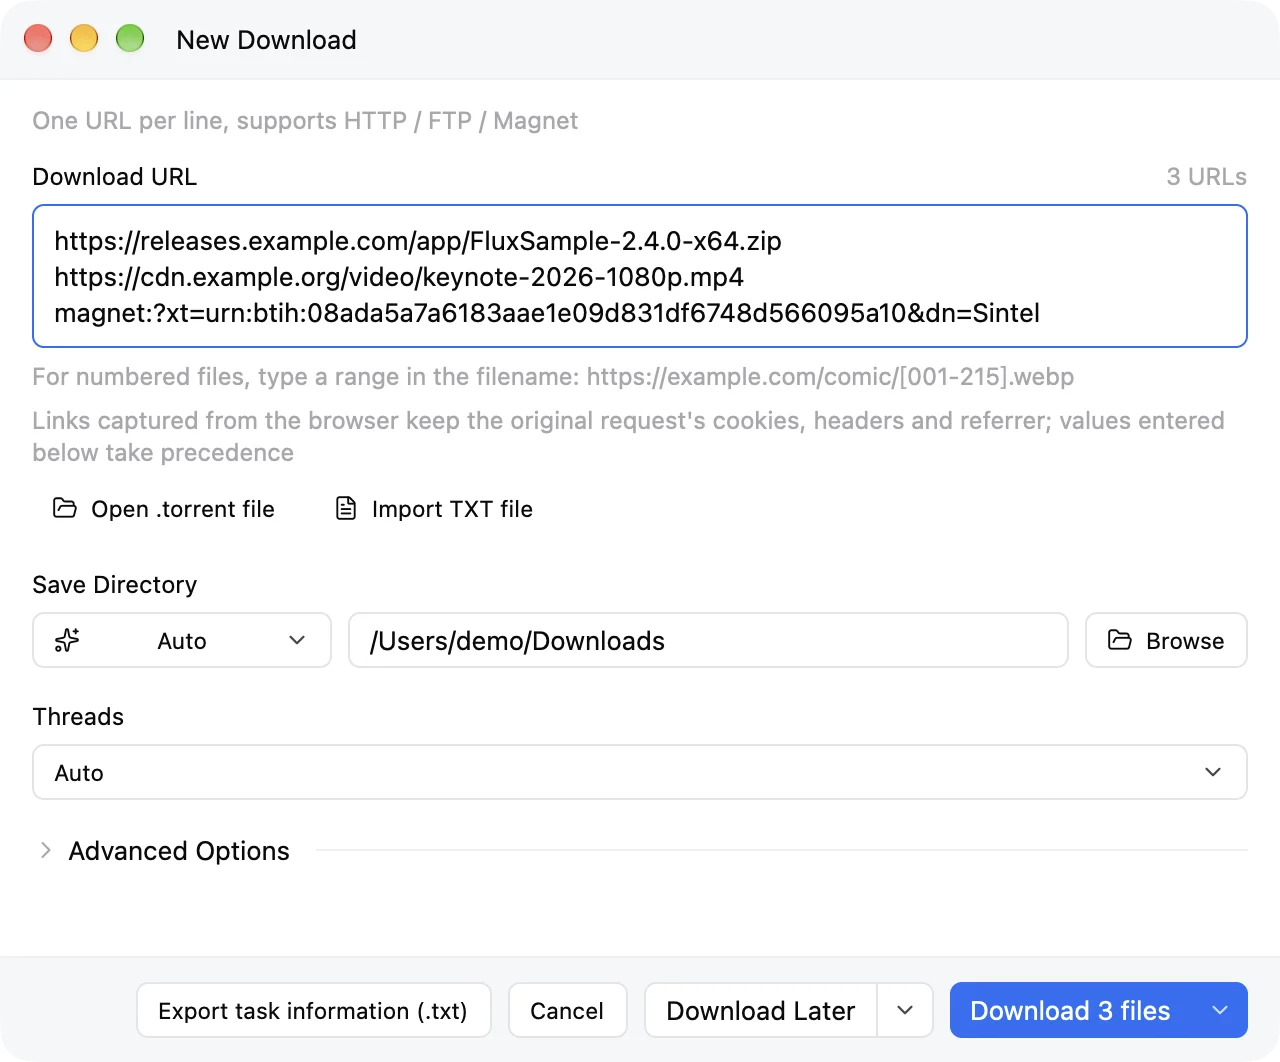 New Download
One URL per line, supports HTTP / FTP / Magnet
Download URL
3 URLs
https://releases.example.com/app/FluxSample-2.4.0-x64.zip
https://cdn.example.org/video/keynote-2026-1080p.mp4
magnet:?xt=urn:btih:08ada5a7a6183aae1e09d831df6748d566095a10&dn=Sintel
For numbered files, type a range in the filename: https://example.com/comic/[001-215].webp
Links captured from the browser keep the original request's cookies, headers and referrer; values entered
below take precedence
Open .torrent file
Import TXT file
Save Directory
Auto
/Users/demo/Downloads
Browse
Threads
Auto
Advanced Options
Export task information (.txt)
Cancel
Download Later
Download 3 files